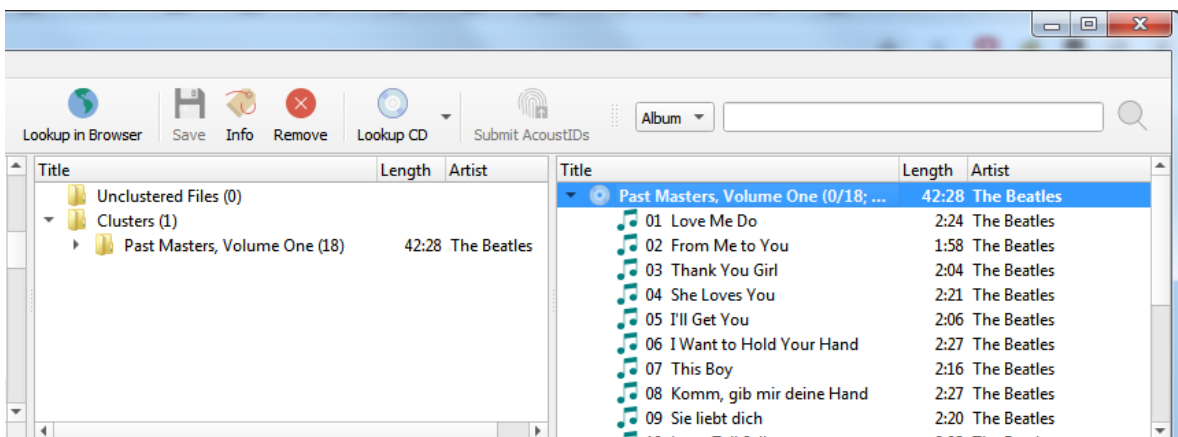 Lookup in Browser Save Info Remove Lookup CD Submit AcoustIDs Album
Title Length Artist
Unclustered Files (0)
Clusters (1)
Past Masters, Volume One (18) 42:28 The Beatles
Title Length Artist
Past Masters, Volume One (0/18; ... 42:28 The Beatles
01 Love Me Do 2:24 The Beatles
02 From Me to You 1:58 The Beatles
03 Thank You Girl 2:04 The Beatles
04 She Loves You 2:21 The Beatles
05 I'll Get You 2:06 The Beatles
06 I Want to Hold Your Hand 2:27 The Beatles
07 This Boy 2:16 The Beatles
08 Komm, gib mir deine Hand 2:27 The Beatles
09 Sie liebt dich 2:20 The Beatles